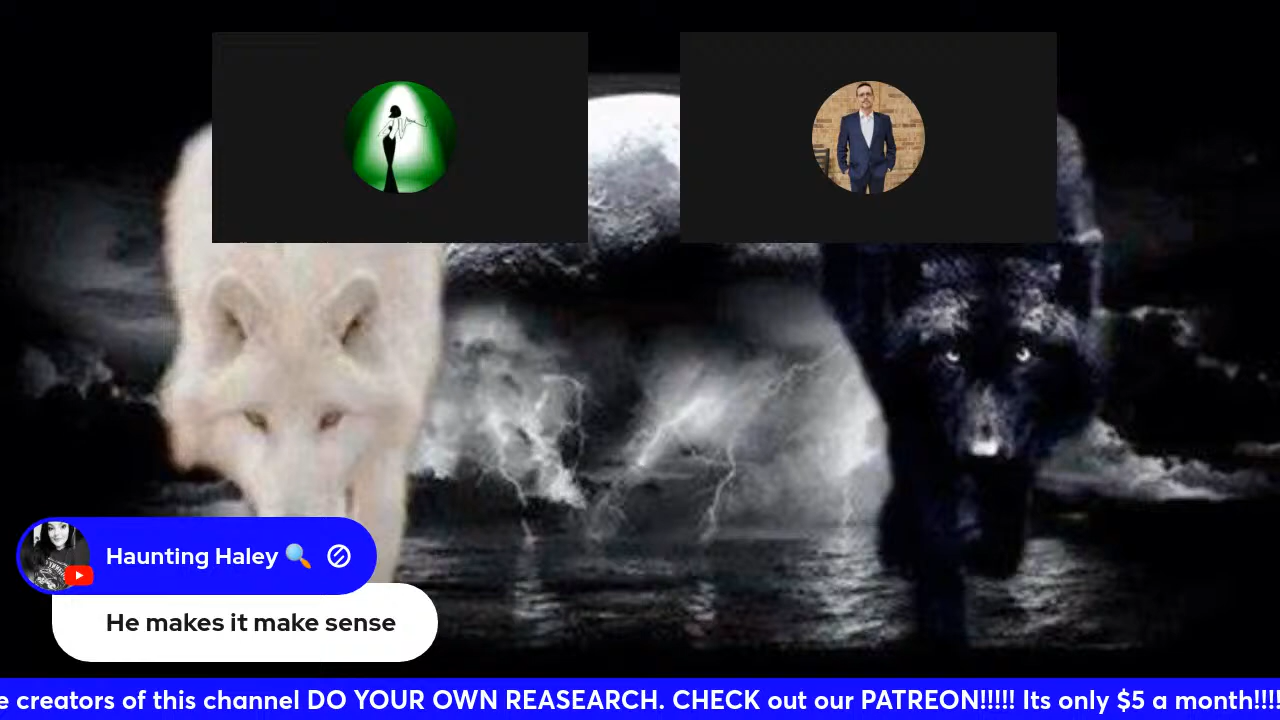 Haunting Haley
He makes it make sense
e creators of this channel DO YOUR OWN REASEARCH. CHECK out our PATREON!!!!! Its only $5 a month!!!!